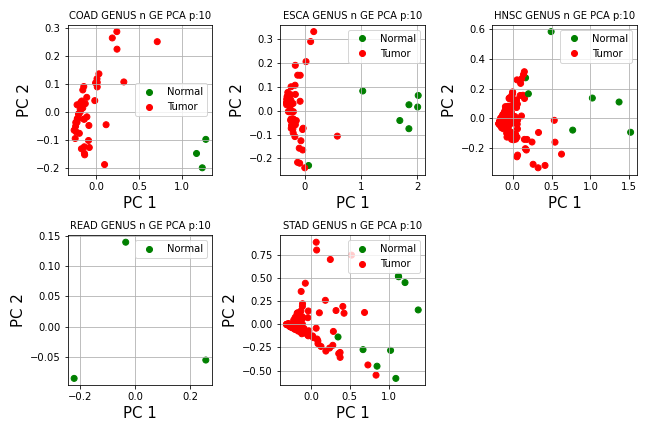 COAD GENUS n GE PCA p:10
0.3
0.2
0.1
0.0
−0.1
−0.2
PC 2
Normal
Tumor
0.0
0.5
1.0
PC 1
ESCA GENUS n GE PCA p:10
0.3
0.2
0.1
0.0
−0.1
−0.2
PC 2
Normal
Tumor
0
1
2
PC 1
HNSC GENUS n GE PCA p:10
0.6
0.4
0.2
0.0
−0.2
PC 2
Normal
Tumor
0.0
0.5
1.0
1.5
PC 1
READ GENUS n GE PCA p:10
0.15
0.10
0.05
0.00
−0.05
PC 2
Normal
−0.2
0.0
0.2
PC 1
STAD GENUS n GE PCA p:10
0.75
0.50
0.25
0.00
−0.25
−0.50
PC 2
Normal
Tumor
0.0
0.5
1.0
PC 1